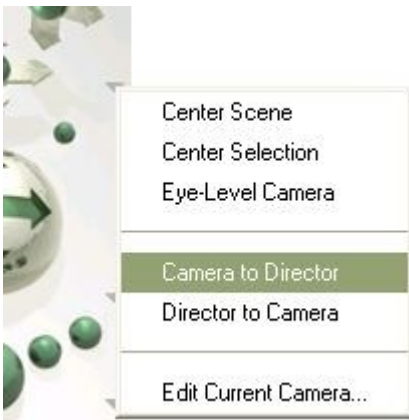 Center Scene
Center Selection
Eye-Level Camera
Camera to Director
Director to Camera
Edit Current Camera...